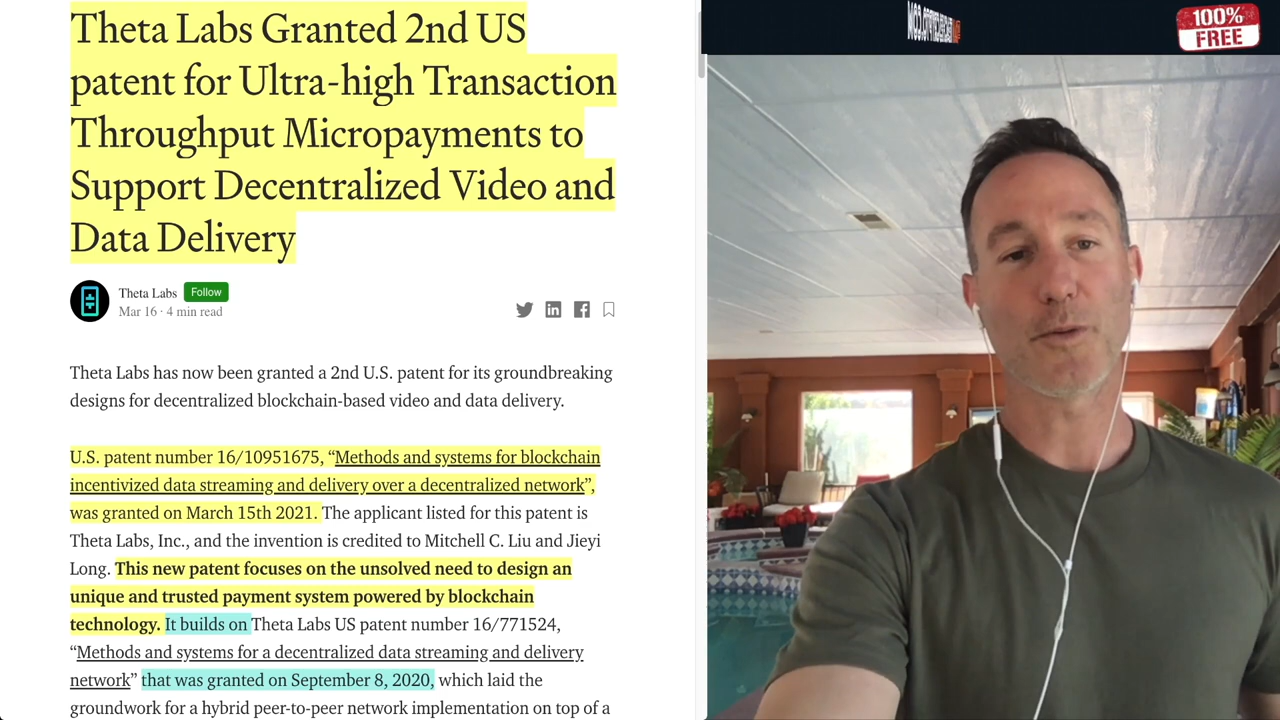 Theta Labs Granted 2nd US
patent for Ultra-high Transaction
Throughput Micropayments to
Support Decentralized Video and
Data Delivery
Theta Labs Follow
Mar 16 · 4 min read
Theta Labs has now been granted a 2nd U.S. patent for its groundbreaking
designs for decentralized blockchain-based video and data delivery.
U.S. patent number 16/10951675, “Methods and systems for blockchain
incentivized data streaming and delivery over a decentralized network”,
was granted on March 15th 2021. The applicant listed for this patent is
Theta Labs, Inc., and the invention is credited to Mitchell C. Liu and Jieyi
Long. This new patent focuses on the unsolved need to design an
unique and trusted payment system powered by blockchain
technology. It builds on Theta Labs US patent number 16/771524,
“Methods and systems for a decentralized data streaming and delivery
network” that was granted on September 8, 2020, which laid the
groundwork for a hybrid peer-to-peer network implementation on top of a
100%
FREE